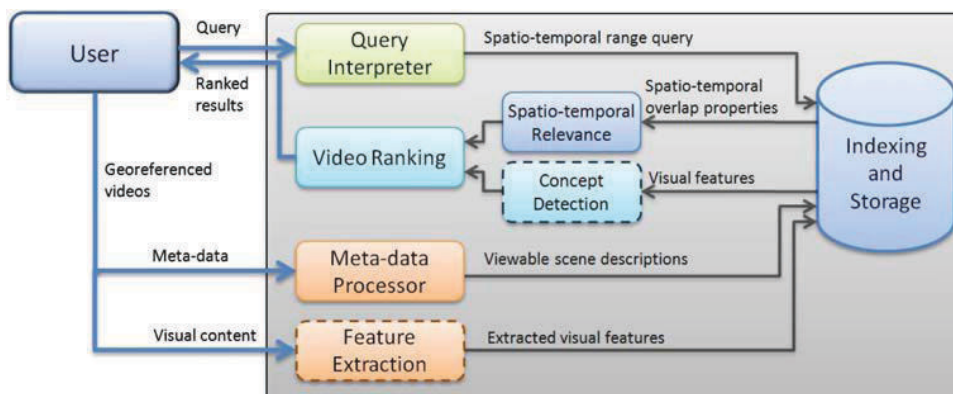 User
Query
Ranked
results
Georeferenced
videos
Meta-data
Visual content
Query
Interpreter
Spatio-temporal range query
Spatio-temporal
overlap properties
Spatio-temporal
Relevance
Video Ranking
Concept
Detection
Visual features
Indexing
and
Storage
Meta-data
Processor
Viewable scene descriptions
Feature
Extraction
Extracted visual features